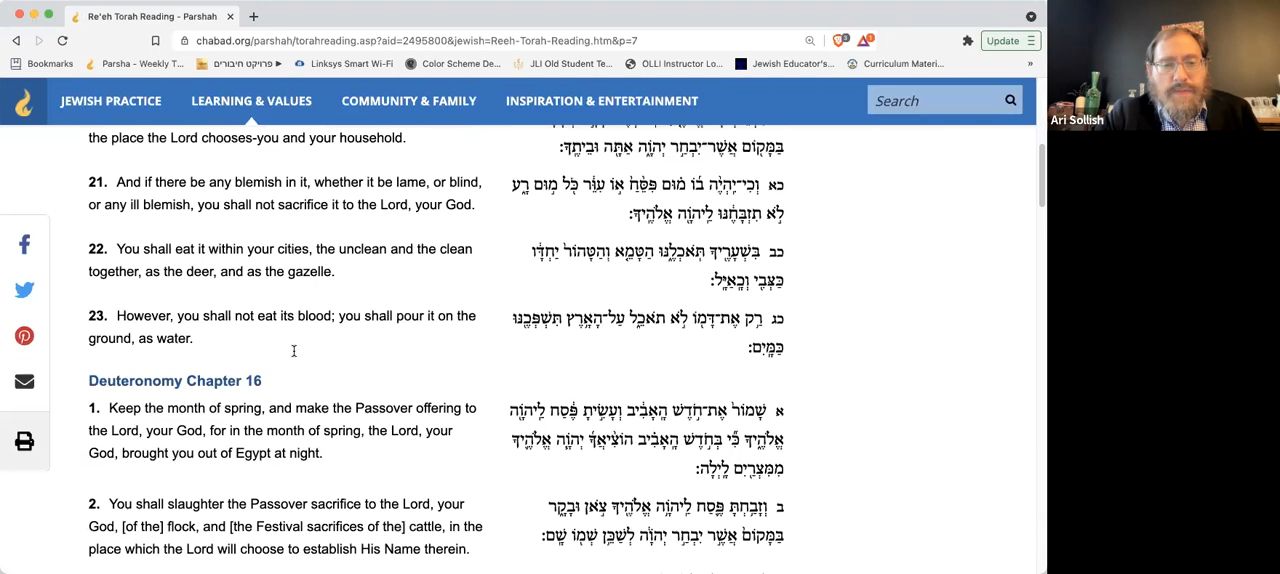 Re'eh Torah Reading - Parshah
chabad.org/parshah/torahreading.asp?aid=2495800&jewish=Reeh-Torah-Reading.htm&p=7
Update
Bookmarks
Parsha - Weekly T...
פרוייקט חיבורים
Linksys Smart Wi-Fi
Color Scheme De...
JLI Old Student Te...
OLLI Instructor Lo...
Jewish Educator's...
Curriculum Materi...
JEWISH PRACTICE
LEARNING & VALUES
COMMUNITY & FAMILY
INSPIRATION & ENTERTAINMENT
Search
Ari Sollish
the place the Lord chooses-you and your household.
בַּמָּק֖וֹם אֲשֶׁר־יִבְחַ֣ר יְהֹוָ֑ה אַתָּ֖ה וּבֵיתֶֽךָ:
21. And if there be any blemish in it, whether it be lame, or blind,
or any ill blemish, you shall not sacrifice it to the Lord, your God.
כא וְכִי־יִֽהְיֶ֨ה ב֜וֹ מ֗וּם פִּסֵּ֨חַ֙ א֣וֹ עִוֵּ֔ר כֹּ֖ל מ֣וּם רָ֑ע
לֹ֣א תִזְבָּחֶ֔נּוּ לַֽיהֹוָ֖ה אֱלֹהֶֽיךָ:
22. You shall eat it within your cities, the unclean and the clean
together, as the deer, and as the gazelle.
כב בִּשְׁעָרֶ֖יךָ תֹּֽאכְלֶ֑נּוּ הַטָּמֵ֤א וְהַטָּהוֹר֙ יַחְדָּ֔ו
כַּצְּבִ֖י וְכָֽאַיָּֽל:
23. However, you shall not eat its blood; you shall pour it on the
ground, as water.
כג רַ֥ק אֶת־דָּמ֖וֹ לֹ֣א תֹאכֵ֑ל עַל־הָאָ֥רֶץ תִּשְׁפְּכֶ֖נּוּ
כַּמָּֽיִם:
Deuteronomy Chapter 16
1. Keep the month of spring, and make the Passover offering to
the Lord, your God, for in the month of spring, the Lord, your
God, brought you out of Egypt at night.
א שָׁמוֹר֙ אֶת־חֹ֣דֶשׁ הָֽאָבִ֔יב וְעָשִׂ֣יתָ פֶּ֔סַח לַֽיהֹוָ֖ה
אֱלֹהֶ֑יךָ כִּ֞י בְּחֹ֣דֶשׁ הָֽאָבִ֗יב הוֹצִ֨יאֲךָ֜ יְהֹוָ֧ה אֱלֹהֶ֛יךָ
מִמִּצְרַ֖יִם לָֽיְלָה:
2. You shall slaughter the Passover sacrifice to the Lord, your
God, [of the] flock, and [the Festival sacrifices of the] cattle, in the
place which the Lord will choose to establish His Name therein.
ב וְזָבַ֥חְתָּ פֶּ֛סַח לַֽיהֹוָ֥ה אֱלֹהֶ֖יךָ צֹ֣אן וּבָקָ֑ר
בַּמָּקוֹם֙ אֲשֶׁ֣ר יִבְחַ֣ר יְהֹוָ֔ה לְשַׁכֵּ֥ן שְׁמ֖וֹ שָֽׁם: